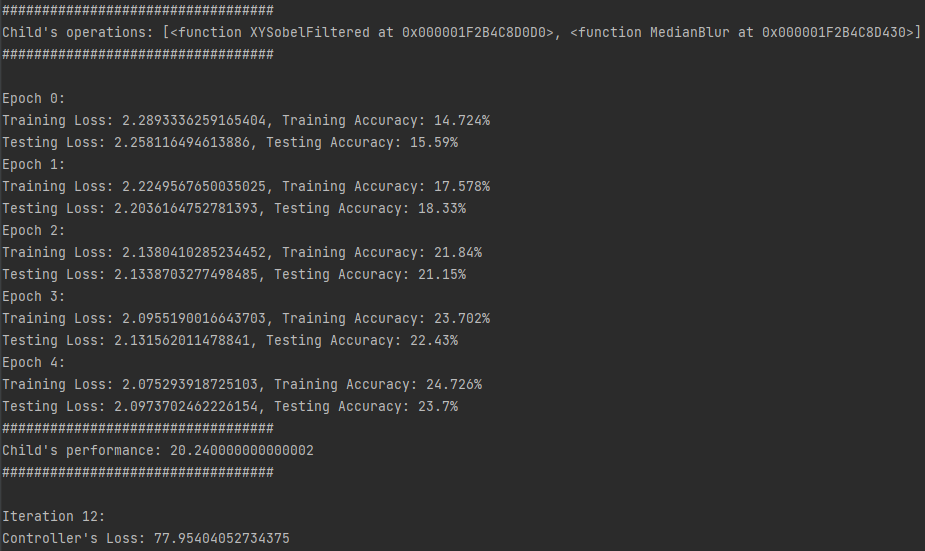 ##################################
Child's operations: [<function XYSobelFiltered at 0x000001F2B4C8D0D0>, <function MedianBlur at 0x000001F2B4C8D430>]
##################################
Epoch 0:
Training Loss: 2.2893336259165404, Training Accuracy: 14.724%
Testing Loss: 2.258116494613886, Testing Accuracy: 15.59%
Epoch 1:
Training Loss: 2.2249567650035025, Training Accuracy: 17.578%
Testing Loss: 2.2036164752781393, Testing Accuracy: 18.33%
Epoch 2:
Training Loss: 2.1380410285234452, Training Accuracy: 21.84%
Testing Loss: 2.1338703277498485, Testing Accuracy: 21.15%
Epoch 3:
Training Loss: 2.0955190016643703, Training Accuracy: 23.702%
Testing Loss: 2.131562011478841, Testing Accuracy: 22.43%
Epoch 4:
Training Loss: 2.075293918725103, Training Accuracy: 24.726%
Testing Loss: 2.0973702462226154, Testing Accuracy: 23.7%
##################################
Child's performance: 20.240000000000002
##################################
Iteration 12:
Controller's Loss: 77.95404052734375